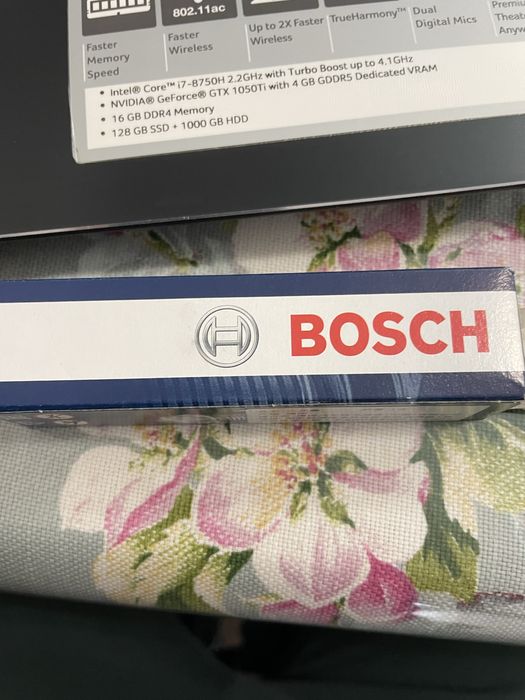 802.11ac
Faster
Memory
Speed
Faster
Wireless
Up to 2X Faster
Wireless
TrueHarmony™
Dual
Digital Mics
• Intel® Core™ i7-8750H 2.2GHz with Turbo Boost up to 4.1GHz
• NVIDIA® GeForce® GTX 1050Ti with 4 GB GDDR5 Dedicated VRAM
• 16 GB DDR4 Memory
• 128 GB SSD + 1000 GB HDD
BOSCH